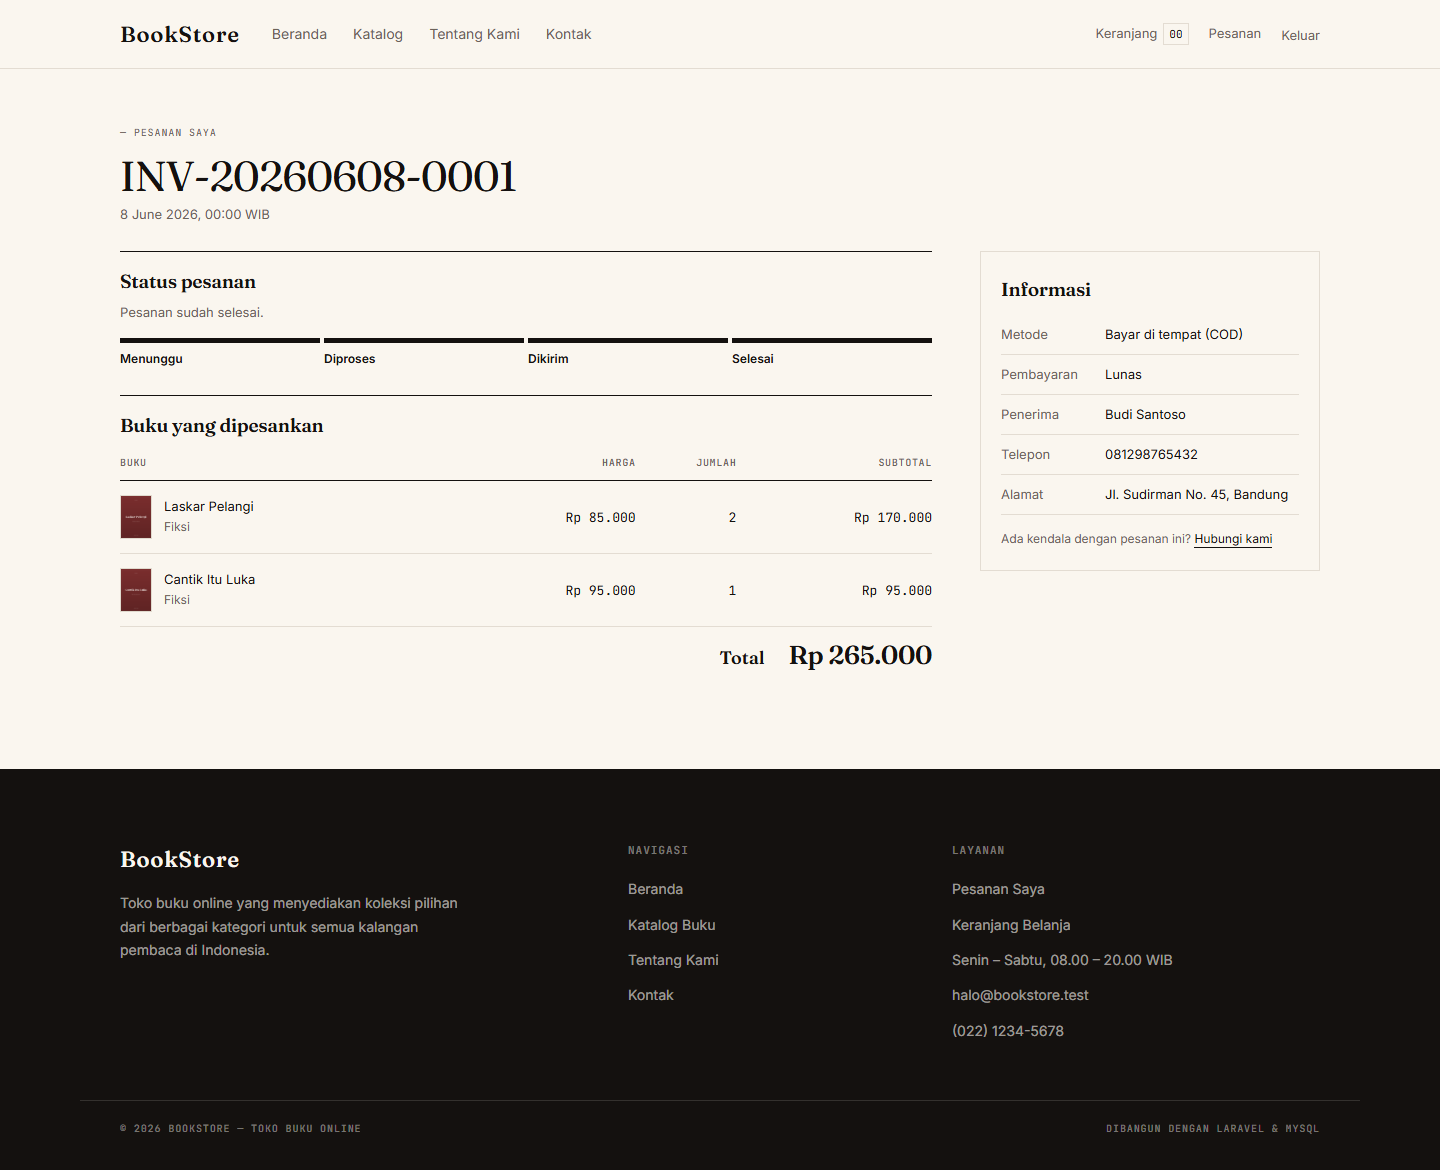 BookStore Beranda Katalog Tentang Kami Kontak Keranjang 00 Pesanan Keluar
— PESANAN SAYA
INV-20260608-0001
8 June 2026, 00:00 WIB
Status pesanan
Pesanan sudah selesai.
Menunggu Diproses Dikirim Selesai
Buku yang dipesankan
BUKU HARGA JUMLAH SUBTOTAL
Laskar Pelangi
Fiksi
Rp 85.000 2 Rp 170.000
Cantik Itu Luka
Fiksi
Rp 95.000 1 Rp 95.000
Total Rp 265.000
Informasi
Metode Bayar di tempat (COD)
Pembayaran Lunas
Penerima Budi Santoso
Telepon 081298765432
Alamat Jl. Sudirman No. 45, Bandung
Ada kendala dengan pesanan ini? Hubungi kami
BookStore
Toko buku online yang menyediakan koleksi pilihan
dari berbagai kategori untuk semua kalangan
pembaca di Indonesia.
NAVIGASI
Beranda
Katalog Buku
Tentang Kami
Kontak
LAYANAN
Pesanan Saya
Keranjang Belanja
Senin – Sabtu, 08.00 – 20.00 WIB
halo@bookstore.test
(022) 1234-5678
© 2026 BOOKSTORE — TOKO BUKU ONLINE
DIBANGUN DENGAN LARAVEL & MYSQL